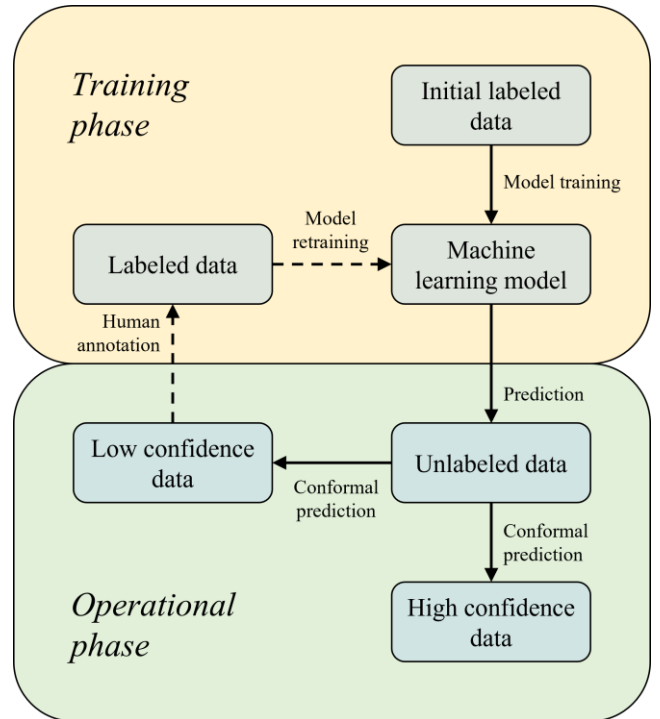 Training
phase
Initial labeled
data
Model training
Model
retraining
Labeled data
Machine
learning model
Human
annotation
Prediction
Low confidence
data
Unlabeled data
Conformal
prediction
Conformal
prediction
Operational
phase
High confidence
data